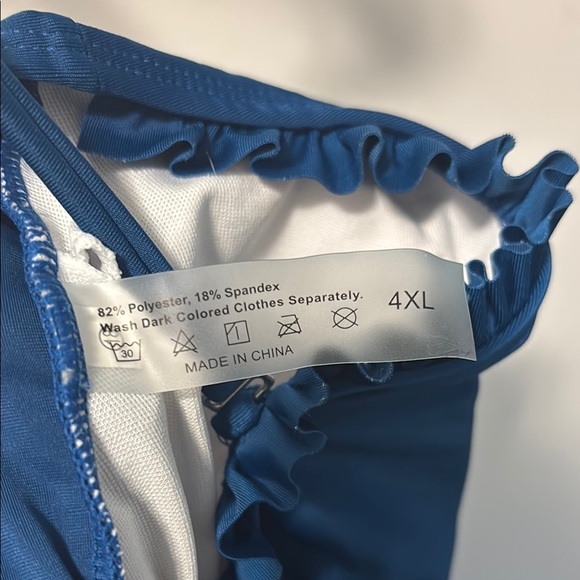 82% Polyester, 18% Spandex
Wash Dark Colored Clothes Separately.
4XL
30
MADE IN CHINA